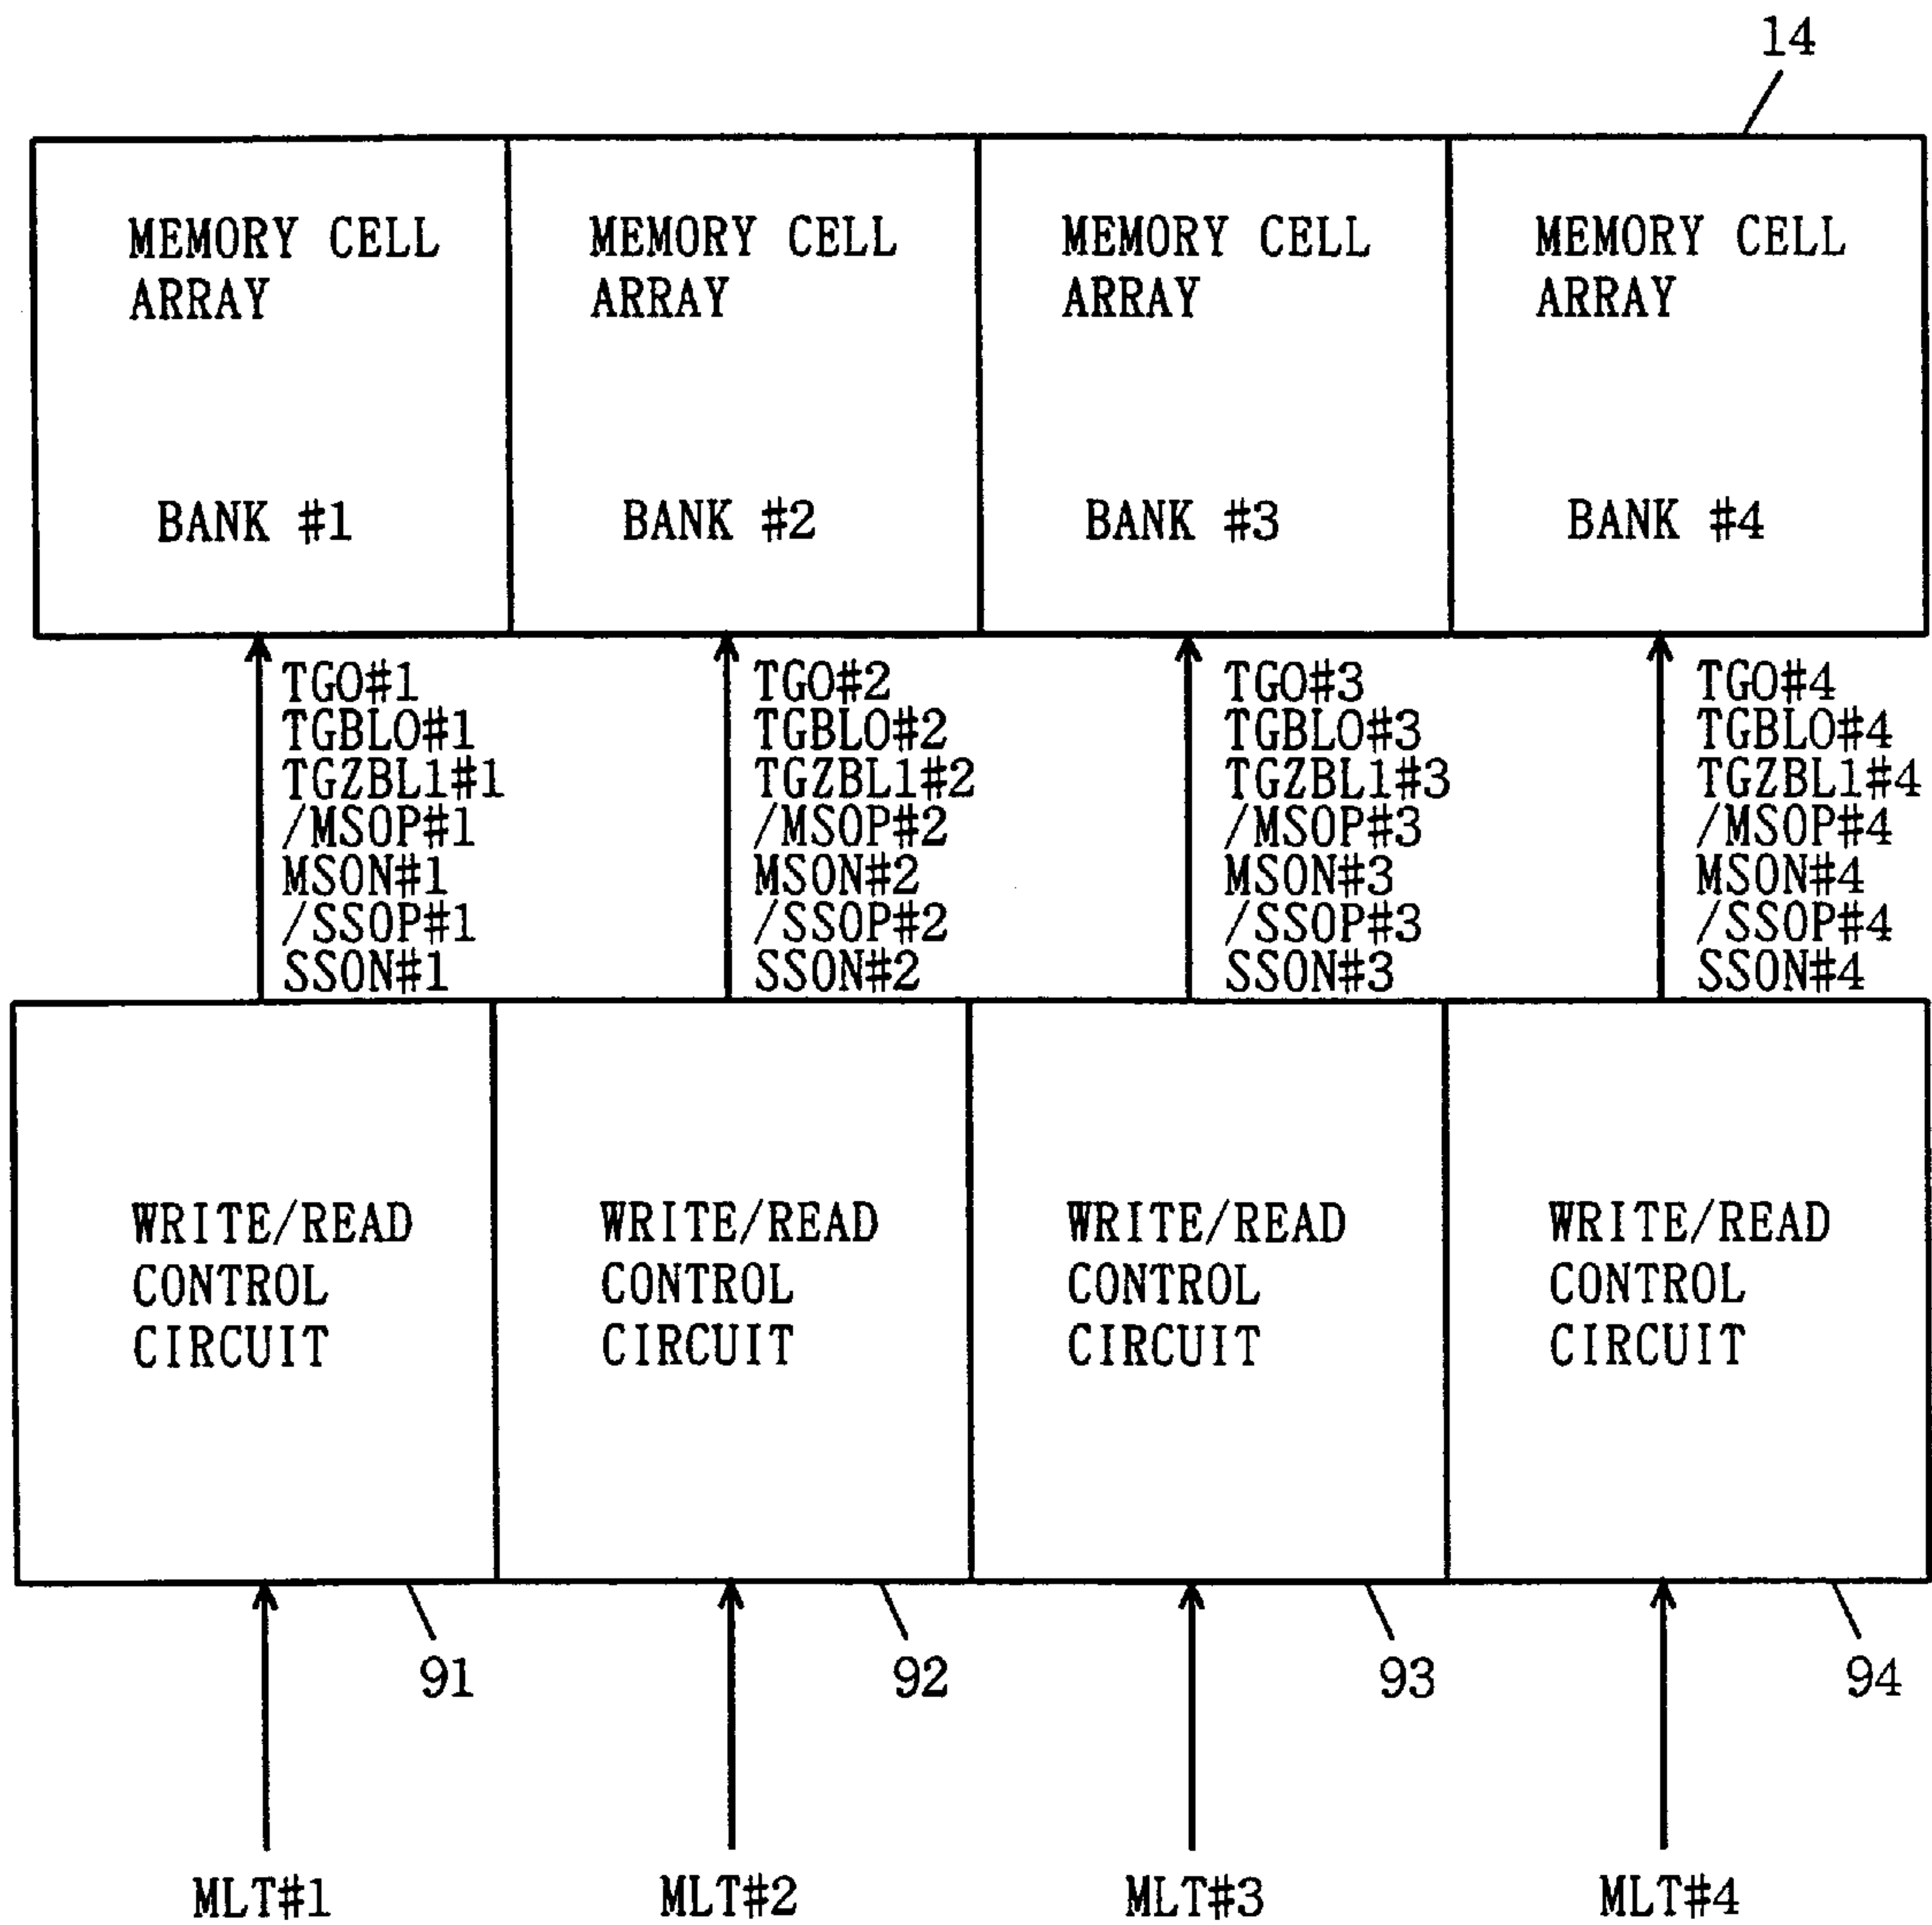 14
MEMORY CELL
ARRAY
BANK #1
MEMORY CELL
ARRAY
BANK #2
MEMORY CELL
ARRAY
BANK #3
MEMORY CELL
ARRAY
BANK #4
TGO#1
TGBLO#1
TGZBL1#1
/MSOP#1
MSON#1
/SSOP#1
SSON#1
TGO#2
TGBLO#2
TGZBL1#2
/MSOP#2
MSON#2
/SSOP#2
SSON#2
TGO#3
TGBLO#3
TGZBL1#3
/MSOP#3
MSON#3
/SSOP#3
SSON#3
TGO#4
TGBLO#4
TGZBL1#4
/MSOP#4
MSON#4
/SSOP#4
SSON#4
WRITE/READ
CONTROL
CIRCUIT
WRITE/READ
CONTROL
CIRCUIT
WRITE/READ
CONTROL
CIRCUIT
WRITE/READ
CONTROL
CIRCUIT
91
92
93
94
MLT#1
MLT#2
MLT#3
MLT#4